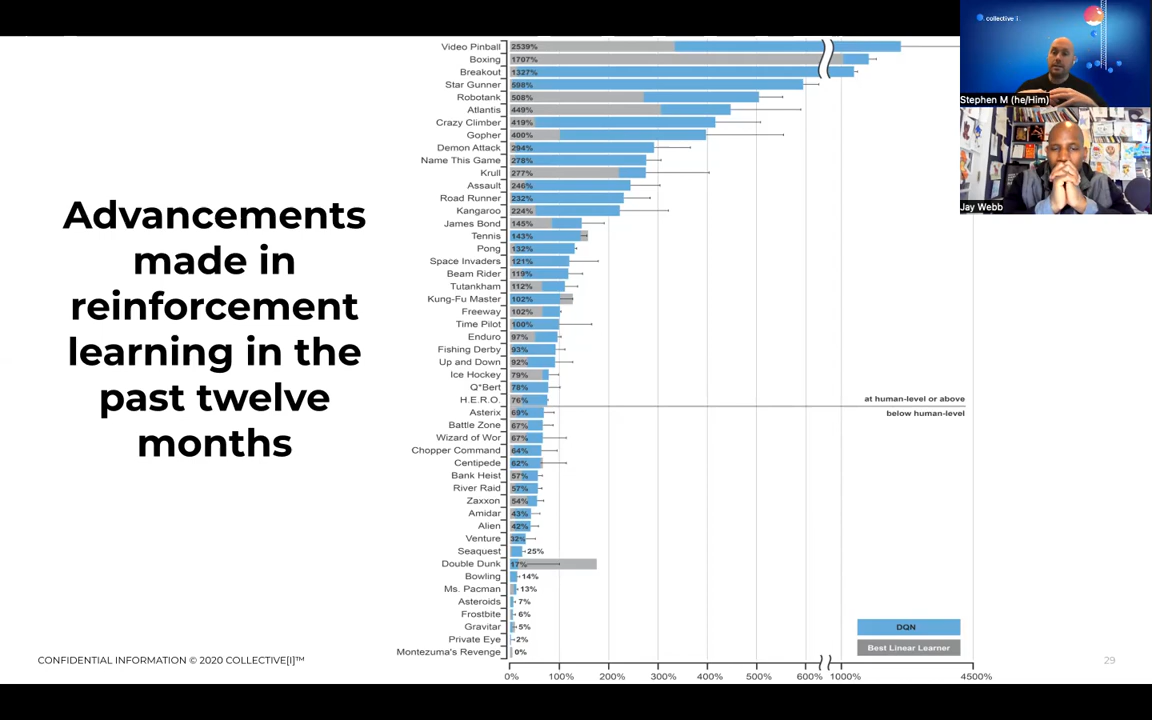 Advancements
made in
reinforcement
learning in the
past twelve
months
Video Pinball 2539%
Boxing 1707%
Breakout 1327%
Star Gunner 598%
Robotank 508%
Atlantis 449%
Crazy Climber 419%
Gopher 400%
Demon Attack 294%
Name This Game 278%
Krull 277%
Assault 246%
Road Runner 232%
Kangaroo 224%
James Bond 145%
Tennis 143%
Pong 132%
Space Invaders 121%
Beam Rider 119%
Tutankham 112%
Kung-Fu Master 102%
Freeway 102%
Time Pilot 100%
Enduro 97%
Fishing Derby 93%
Up and Down 92%
Ice Hockey 79%
Q*Bert 78%
H.E.R.O. 76%
at human-level or above
below human-level
Asterix 69%
Battle Zone 67%
Wizard of Wor 67%
Chopper Command 64%
Centipede 62%
Bank Heist 57%
River Raid 57%
Zaxxon 54%
Amidar 43%
Alien 42%
Venture 32%
Seaquest 25%
Double Dunk 17%
Bowling 14%
Ms. Pacman 13%
Asteroids 7%
Frostbite 6%
Gravitar 5%
Private Eye 2%
Montezuma's Revenge 0%
DQN
Best Linear Learner
0% 100% 200% 300% 400% 500% 600% 1000% 4500%
CONFIDENTIAL INFORMATION © 2020 COLLECTIVE[I]™
29
collective i
Stephen M (he/Him)
Jay Webb